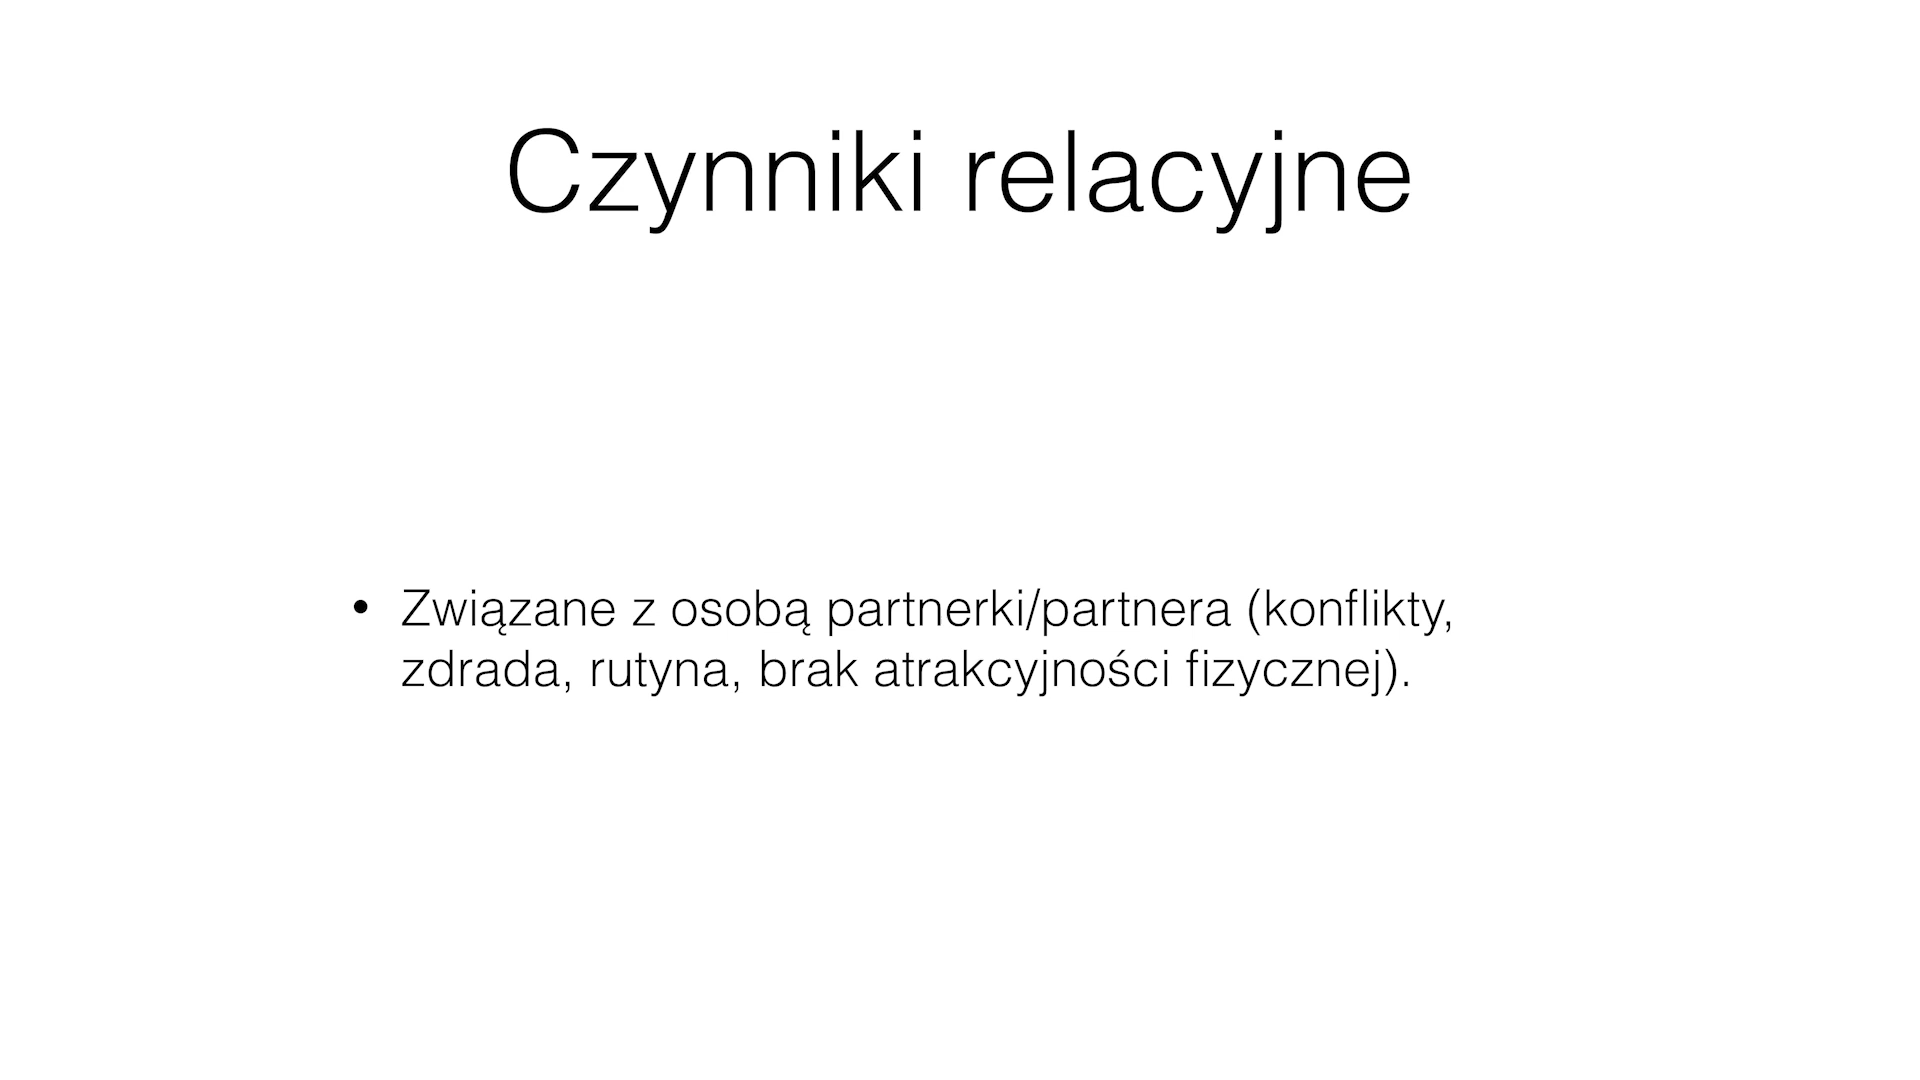 Czynniki relacyjne
• Związane z osobą partnerki/partnera (konflikty,
zdrada, rutyna, brak atrakcyjności fizycznej).